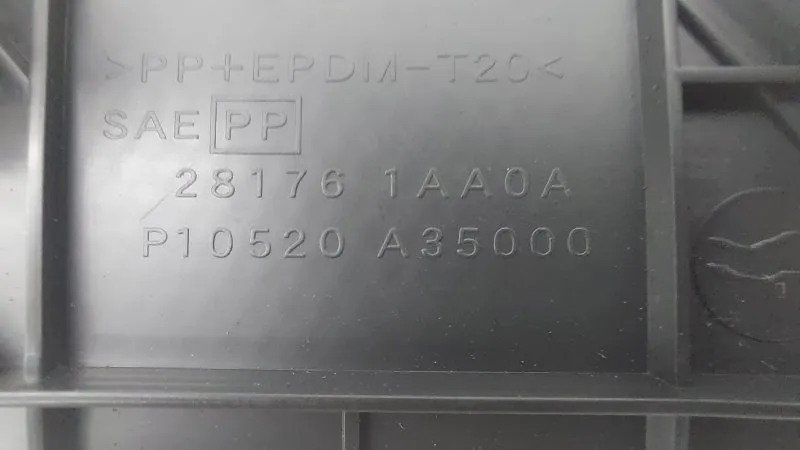 >PP+EPDM-T20<
SAE PP
28176 1AA0A
P10520 A35000